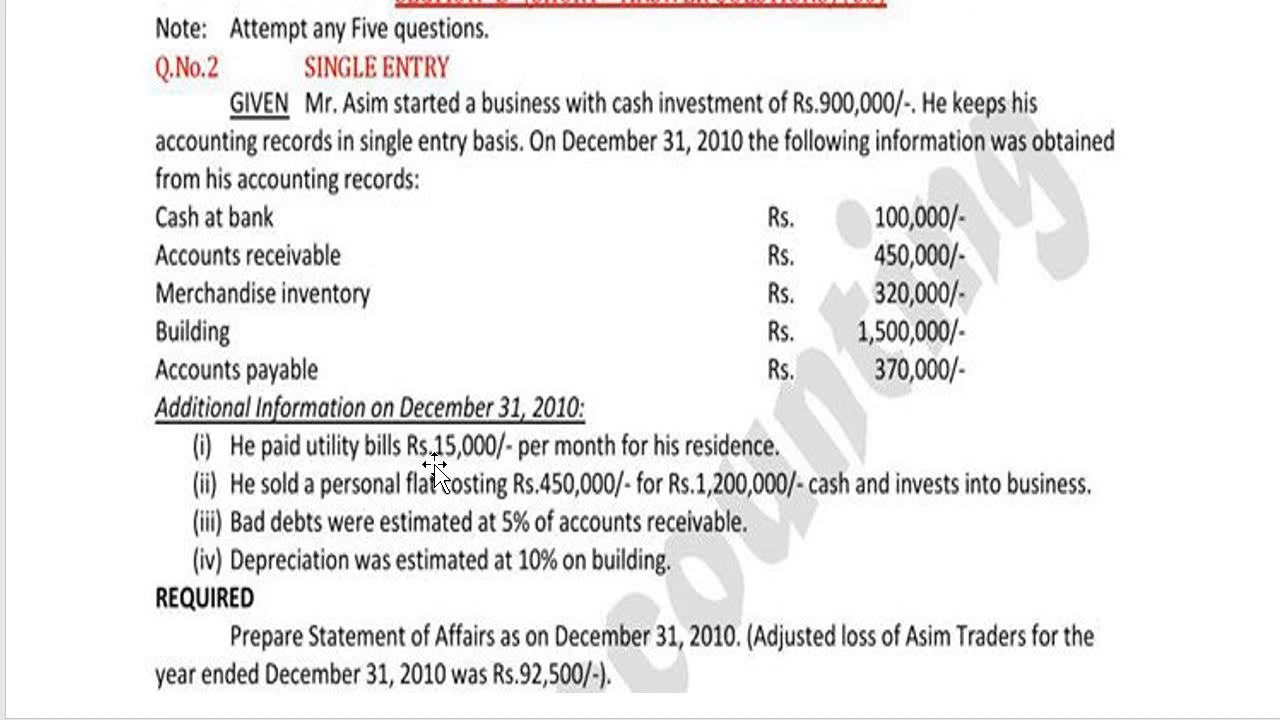 Note: Attempt any Five questions.
Q.No.2 SINGLE ENTRY
GIVEN Mr. Asim started a business with cash investment of Rs.900,000/-. He keeps his
accounting records in single entry basis. On December 31, 2010 the following information was obtained
from his accounting records:
Cash at bank Rs. 100,000/-
Accounts receivable Rs. 450,000/-
Merchandise inventory Rs. 320,000/-
Building Rs. 1,500,000/-
Accounts payable Rs. 370,000/-
Additional Information on December 31, 2010:
(i) He paid utility bills Rs.15,000/- per month for his residence.
(ii) He sold a personal flat costing Rs.450,000/- for Rs.1,200,000/- cash and invests into business.
(iii) Bad debts were estimated at 5% of accounts receivable.
(iv) Depreciation was estimated at 10% on building.
REQUIRED
Prepare Statement of Affairs as on December 31, 2010. (Adjusted loss of Asim Traders for the
year ended December 31, 2010 was Rs.92,500/-).